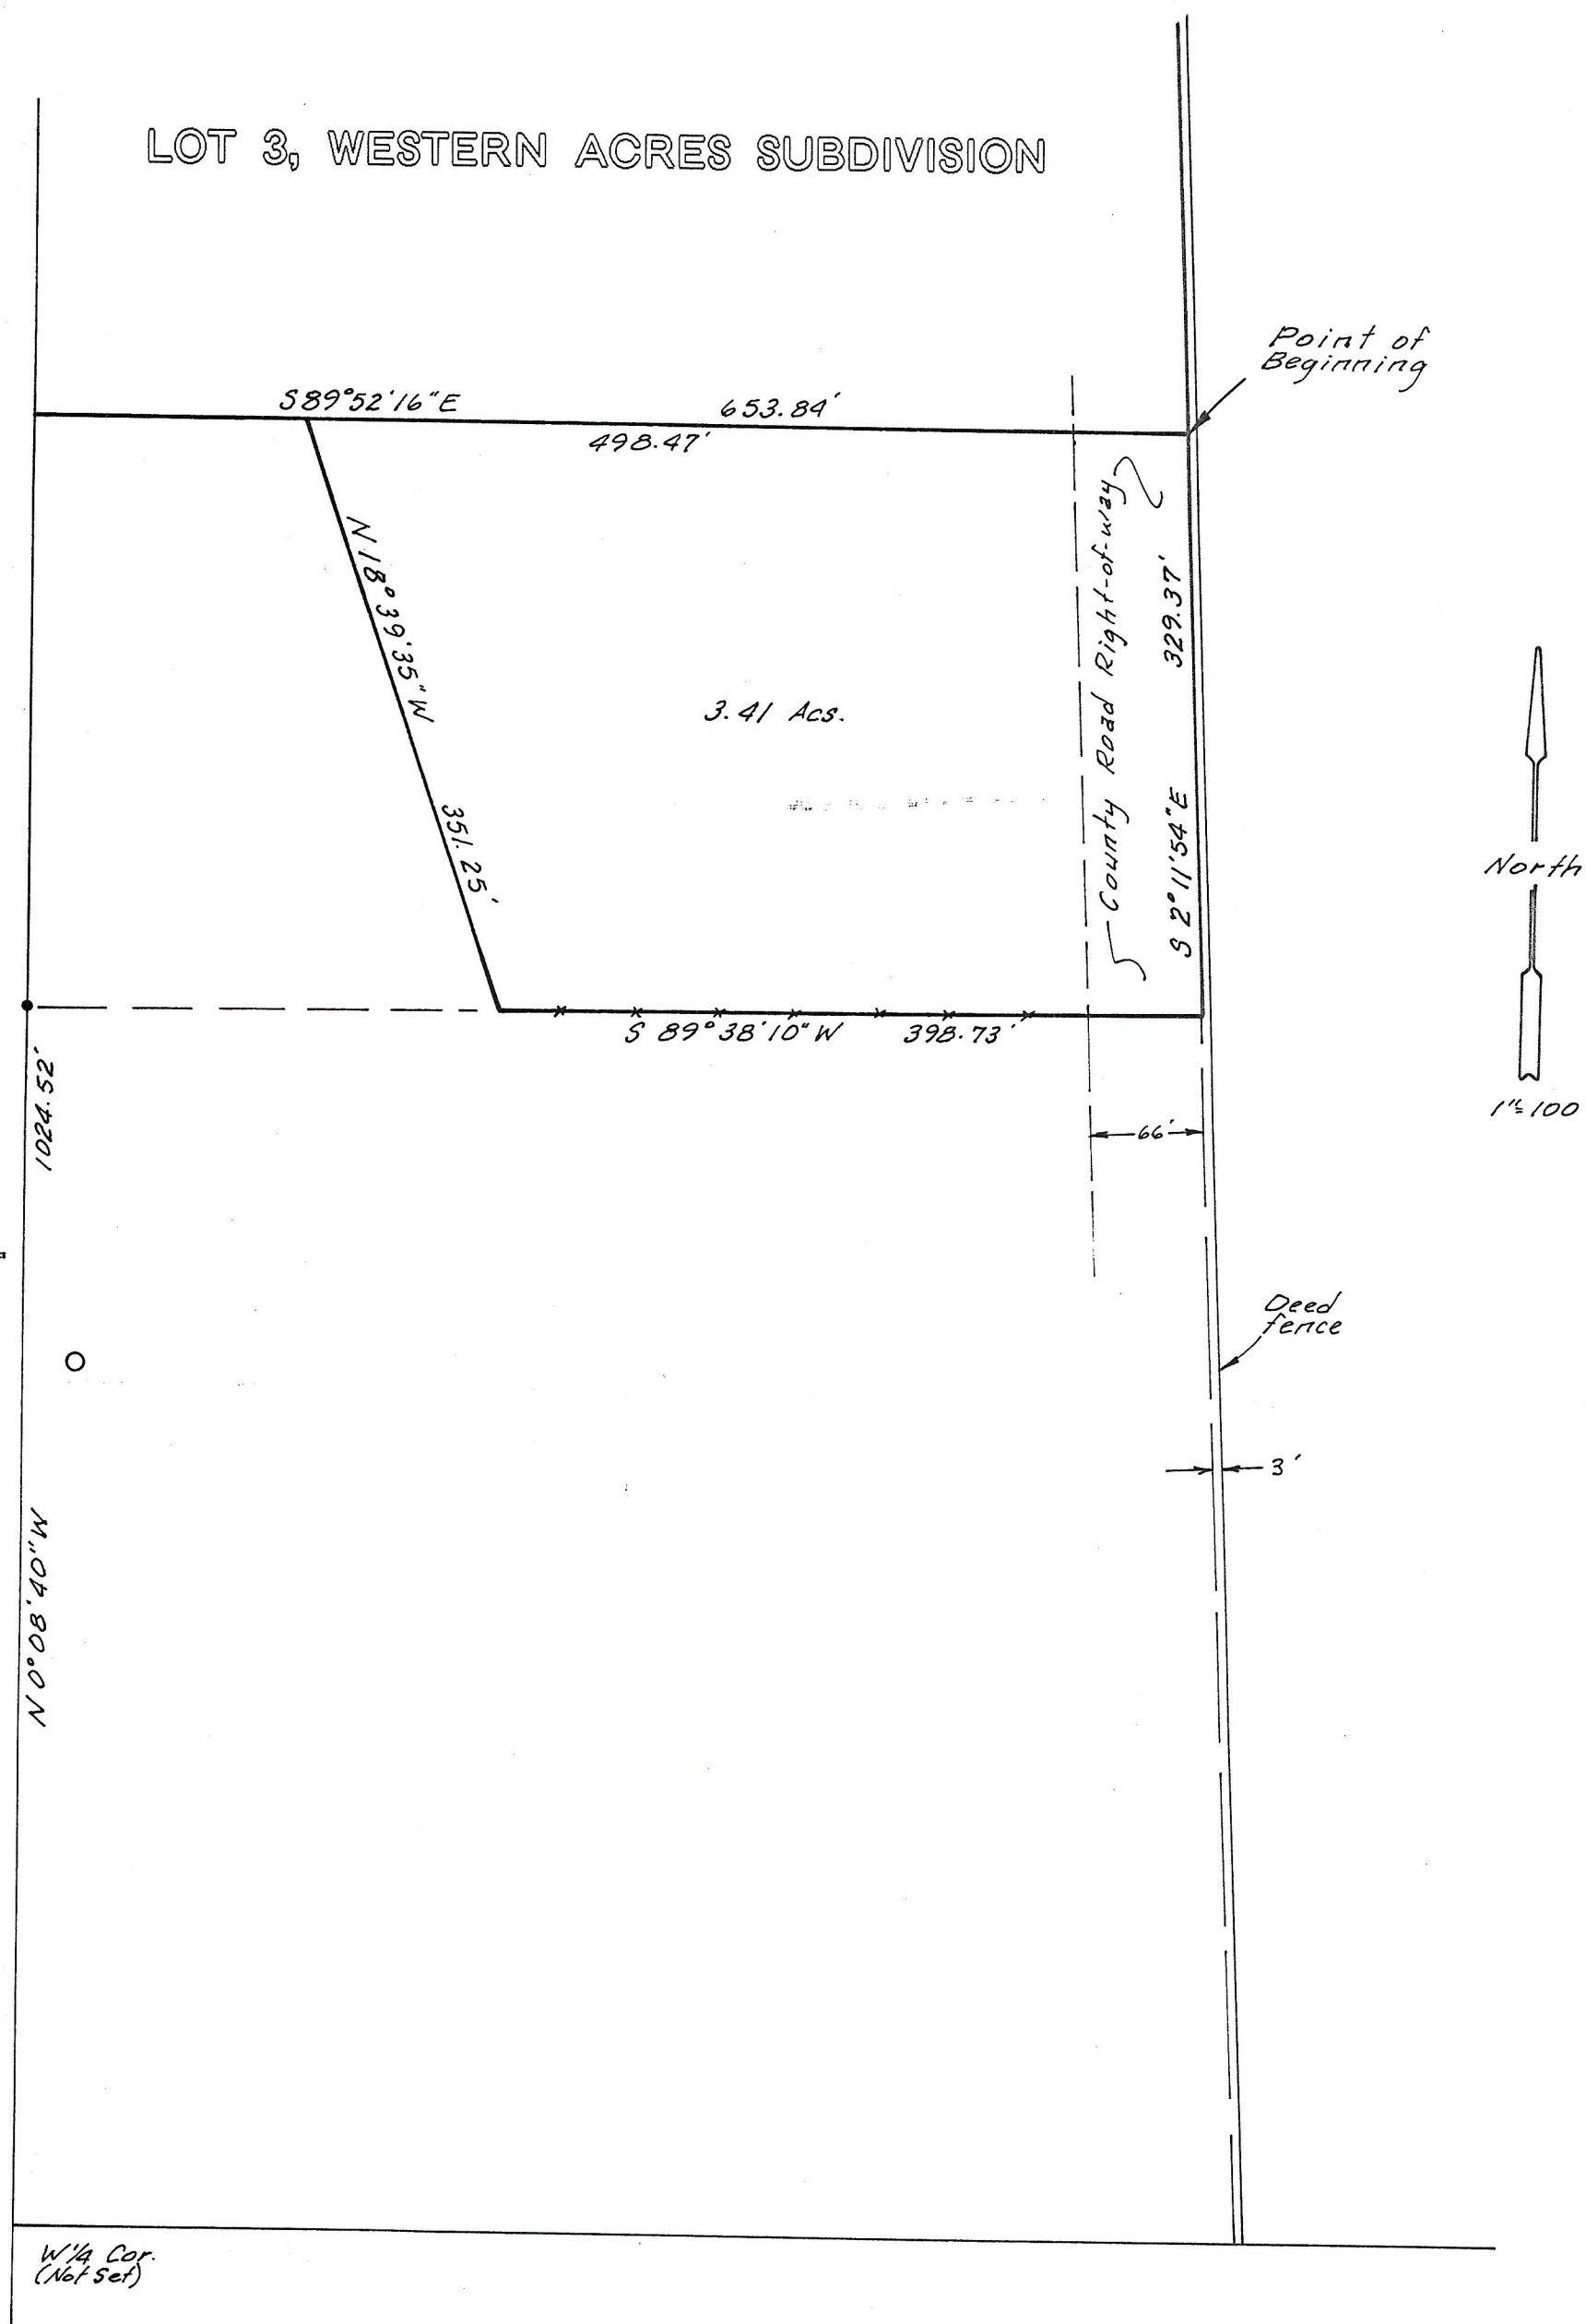 LOT 3, WESTERN ACRES SUBDIVISION
Point of
Beginning
S89°52'16"E
653.84'
498.47'
N 18°39'35"W
351.25'
3.41 Acs.
County Road Right-of-way
329.37'
S 2°11'54"E
North
1"=100
S 89°38'10"W
398.73'
66'
1024.52'
N 0°08'40"W
Deed
fence
3'
W1/4 Cor.
(Not Set)